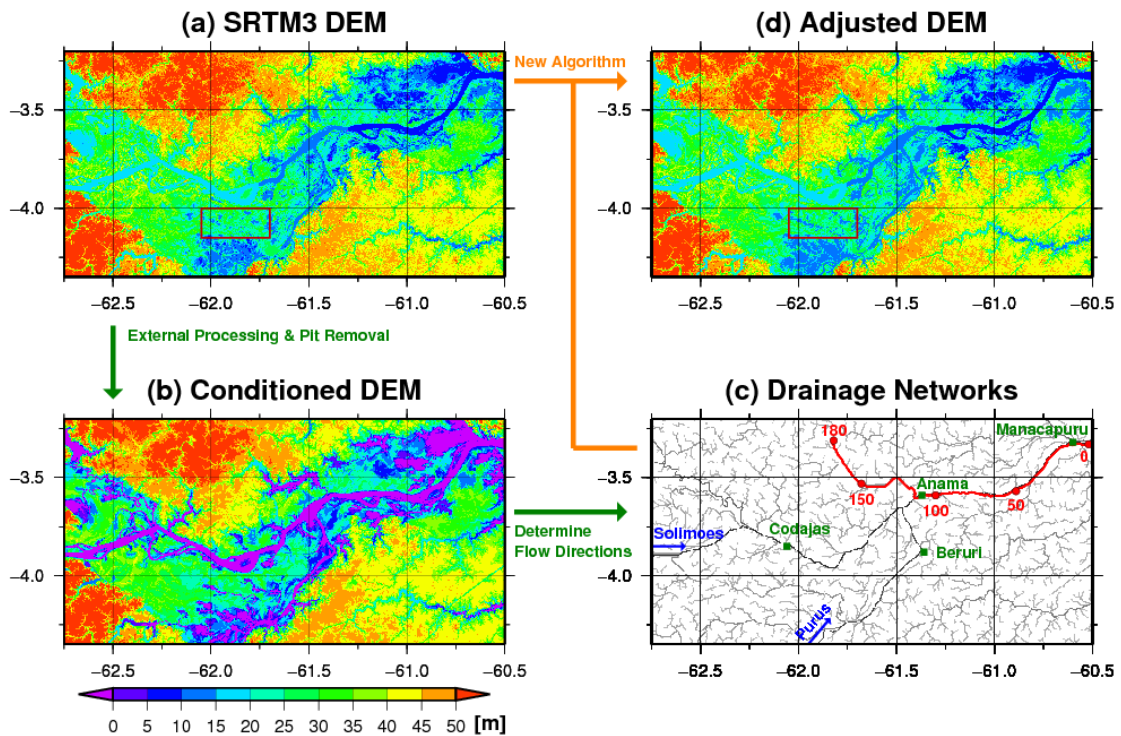 (a) SRTM3 DEM
(d) Adjusted DEM
New Algorithm
−3.5
−4.0
−62.5 −62.0 −61.5 −61.0 −60.5
−3.5
−4.0
−62.5 −62.0 −61.5 −61.0 −60.5
External Processing & Pit Removal
(b) Conditioned DEM
(c) Drainage Networks
−3.5
−4.0
−62.5 −62.0 −61.5 −61.0 −60.5
Determine
Flow Directions
−3.5
−4.0
180
Manacapuru
0
150
Anama
100
50
Solimoes
Codajas
Beruri
Purus
−62.5 −62.0 −61.5 −61.0 −60.5
0 5 10 15 20 25 30 35 40 45 50 [m]